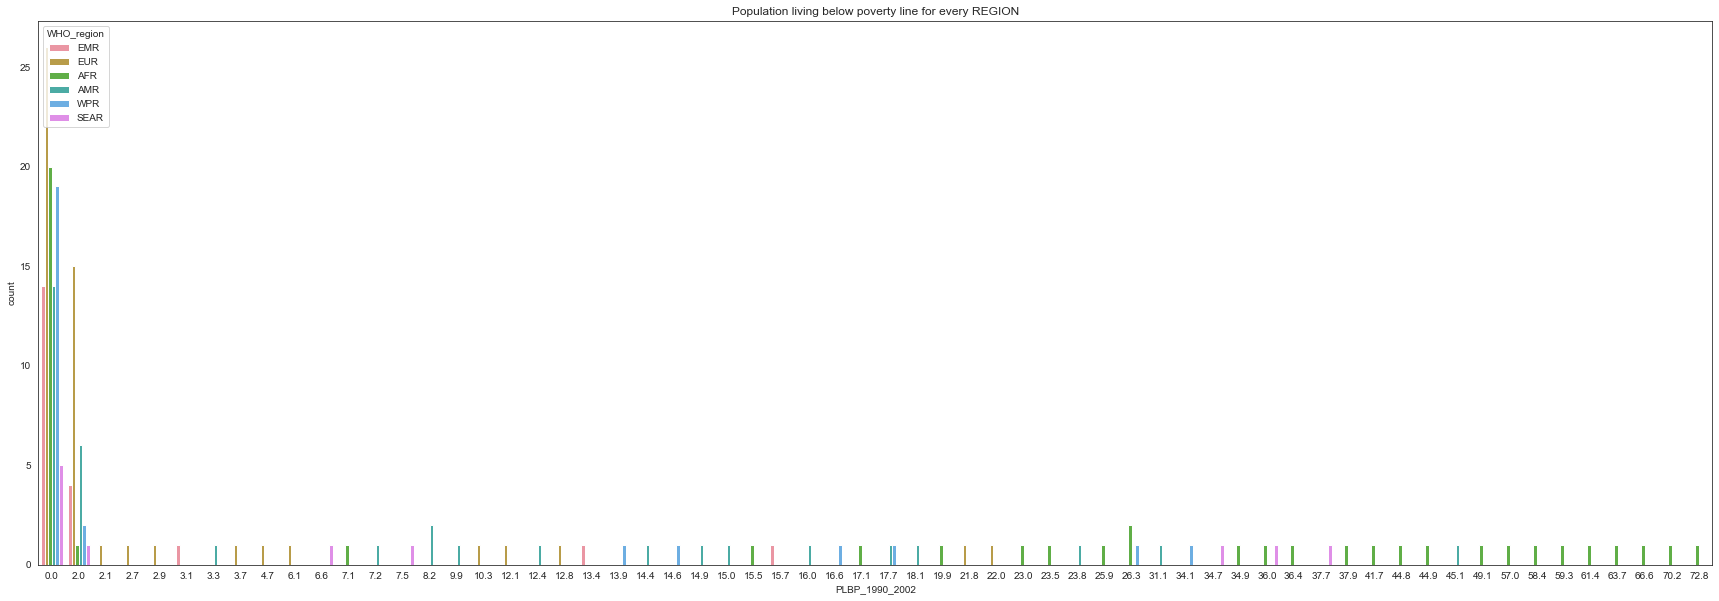 Population living below poverty line for every REGION
WHO_region
EMR
EUR
AFR
AMR
WPR
SEAR
25
20
15
10
5
0
count
0.0 2.0 2.1 2.7 2.9 3.1 3.3 3.7 4.7 6.1 6.6 7.1 7.2 7.5 8.2 9.9 10.3 12.1 12.4 12.8 13.4 13.9 14.4 14.6 14.9 15.0 15.5 15.7 16.0 16.6 17.1 17.7 18.1 19.9 21.8 22.0 23.0 23.5 23.8 25.9 26.3 31.1 34.1 34.7 34.9 36.0 36.4 37.7 37.9 41.7 44.8 44.9 45.1 49.1 57.0 58.4 59.3 61.4 63.7 66.6 70.2 72.8
PLBP_1990_2002